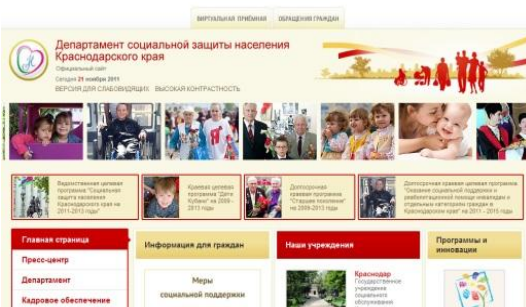 ВИРТУАЛЬНАЯ ПРИЁМНАЯ ОБРАЩЕНИЯ ГРАЖДАН
Департамент социальной защиты населения
Краснодарского края
Официальный сайт
Сегодня 21 ноября 2011
ВЕРСИЯ ДЛЯ СЛАБОВИДЯЩИХ ВЫСОКАЯ КОНТРАСТНОСТЬ
Ведомственная целевая
программа "Социальная
защита населения
Краснодарского края на
2011-2013 годы"
Краевая целевая
программа "Дети
Кубани" на 2009 -
2013 годы
Долгосрочная
краевая программа
"Старшее поколение"
на 2009-2013 годы
Долгосрочная краевая целевая программа
"Оказание социальной поддержки и
реабилитационной помощи инвалидам и
отдельным категориям граждан в
Краснодарском крае" на 2011 - 2015 годы
Главная страница
Пресс-центр
Департамент
Кадровое обеспечение
Информация для граждан
Меры
социальной поддержки
Наши учреждения
Краснодар
Государственное
учреждение
социального
обслуживания
Программы и
инновации